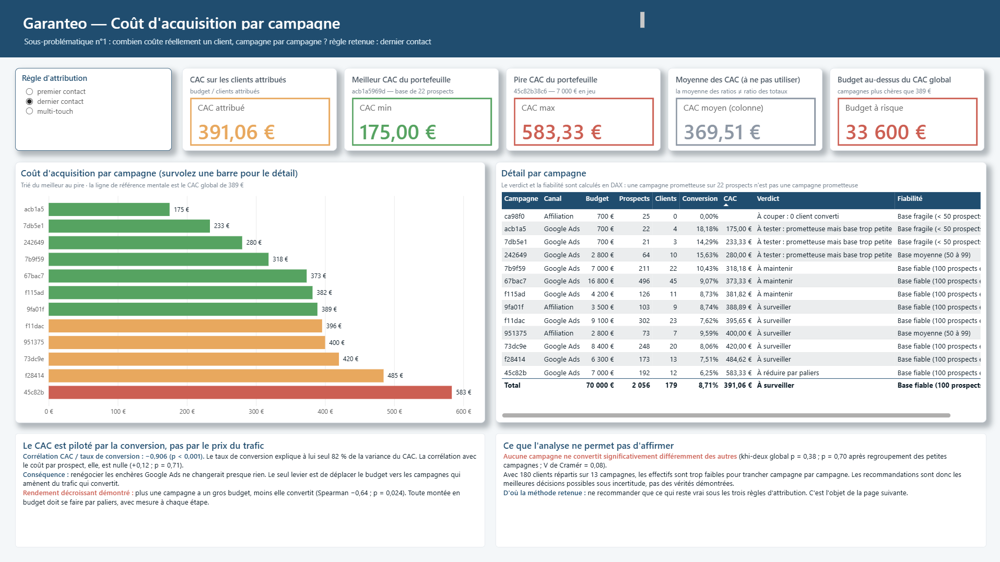 Garanteo — Coût d'acquisition par campagne
Sous-problématique n°1 : combien coûte réellement un client, campagne par campagne ? règle retenue : dernier contact
Règle d'attribution
premier contact
dernier contact
multi-touch
CAC sur les clients attribués
budget / clients attribués
CAC attribué
391,06 €
Meilleur CAC du portefeuille
acb1a5969d — base de 22 prospects
CAC min
175,00 €
Pire CAC du portefeuille
45c82b38c6 — 7 000 € en jeu
CAC max
583,33 €
Moyenne des CAC (à ne pas utiliser)
la moyenne des ratios ≠ ratio des totaux
CAC moyen (colonne)
369,51 €
Budget au-dessus du CAC global
campagnes plus chères que 389 €
Budget à risque
33 600 €
Coût d'acquisition par campagne (survolez une barre pour le détail)
Trié du meilleur au pire · la ligne de référence mentale est le CAC global de 389 €
acb1a5 175 €
7db5e1 233 €
242649 280 €
7b9f59 318 €
67bac7 373 €
f115ad 382 €
9fa01f 389 €
f11dac 396 €
951375 400 €
73dc9e 420 €
f28414 485 €
45c82b 583 €
0 € 100 € 200 € 300 € 400 € 500 € 600 €
Détail par campagne
Le verdict et la fiabilité sont calculés en DAX : une campagne prometteuse sur 22 prospects n'est pas une campagne prometteuse
Campagne Canal Budget Prospects Clients Conversion CAC Verdict Fiabilité
ca98f0 Affiliation 700 € 25 0 0,00% À couper : 0 client converti Base fragile (< 50 prospects
acb1a5 Google Ads 700 € 22 4 18,18% 175,00 € À tester : prometteuse mais base trop petite Base fragile (< 50 prospects
7db5e1 Google Ads 700 € 21 3 14,29% 233,33 € À tester : prometteuse mais base trop petite Base fragile (< 50 prospects
242649 Google Ads 2 800 € 64 10 15,63% 280,00 € À tester : prometteuse mais base trop petite Base moyenne (50 à 99)
7b9f59 Google Ads 7 000 € 211 22 10,43% 318,18 € À maintenir Base fiable (100 prospects e
67bac7 Google Ads 16 800 € 496 45 9,07% 373,33 € À maintenir Base fiable (100 prospects e
f115ad Google Ads 4 200 € 126 11 8,73% 381,82 € À maintenir Base fiable (100 prospects e
9fa01f Affiliation 3 500 € 103 9 8,74% 388,89 € À surveiller Base fiable (100 prospects e
f11dac Google Ads 9 100 € 302 23 7,62% 395,65 € À surveiller Base fiable (100 prospects e
951375 Affiliation 2 800 € 73 7 9,59% 400,00 € À surveiller Base moyenne (50 à 99)
73dc9e Google Ads 8 400 € 248 20 8,06% 420,00 € À surveiller Base fiable (100 prospects e
f28414 Google Ads 6 300 € 173 13 7,51% 484,62 € À surveiller Base fiable (100 prospects e
45c82b Google Ads 7 000 € 192 12 6,25% 583,33 € À réduire par paliers Base fiable (100 prospects e
Total 70 000 € 2 056 179 8,71% 391,06 € À surveiller Base fiable (100 prospects
Le CAC est piloté par la conversion, pas par le prix du trafic
Corrélation CAC / taux de conversion : −0,906 (p < 0,001). Le taux de conversion explique à lui seul 82 % de la variance du CAC. La corrélation avec
le coût par prospect, elle, est nulle (+0,12 ; p = 0,71).
Conséquence : renégocier les enchères Google Ads ne changerait presque rien. Le seul levier est de déplacer le budget vers les campagnes qui
amènent du trafic qui convertit.
Rendement décroissant démontré : plus une campagne a un gros budget, moins elle convertit (Spearman −0,64 ; p = 0,024). Toute montée en
budget doit se faire par paliers, avec mesure à chaque étape.
Ce que l'analyse ne permet pas d'affirmer
Aucune campagne ne convertit significativement différemment des autres (khi-deux global p = 0,38 ; p = 0,70 après regroupement des petites
campagnes ; V de Cramér = 0,08).
Avec 180 clients répartis sur 13 campagnes, les effectifs sont trop faibles pour trancher campagne par campagne. Les recommandations sont donc les
meilleures décisions possibles sous incertitude, pas des vérités démontrées.
D'où la méthode retenue : ne recommander que ce qui reste vrai sous les trois règles d'attribution. C'est l'objet de la page suivante.